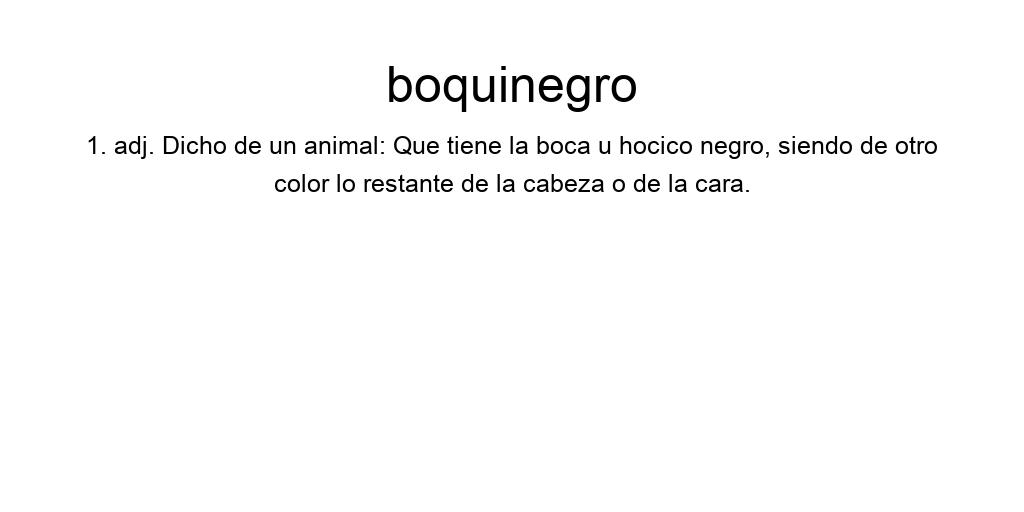 boquinegro
1. adj. Dicho de un animal: Que tiene la boca u hocico negro, siendo de otro
color lo restante de la cabeza o de la cara.